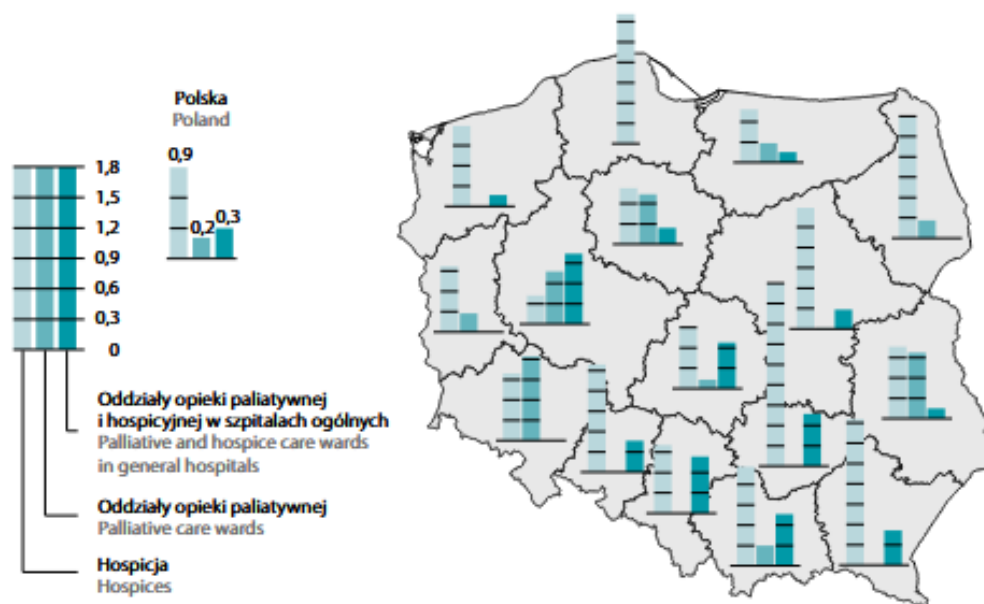 Polska
Poland
0,9
0,2
0,3
1,8
1,5
1,2
0,9
0,6
0,3
0
Oddziały opieki paliatywnej
i hospicyjnej w szpitalach ogólnych
Palliative and hospice care wards
in general hospitals
Oddziały opieki paliatywnej
Palliative care wards
Hospicja
Hospices